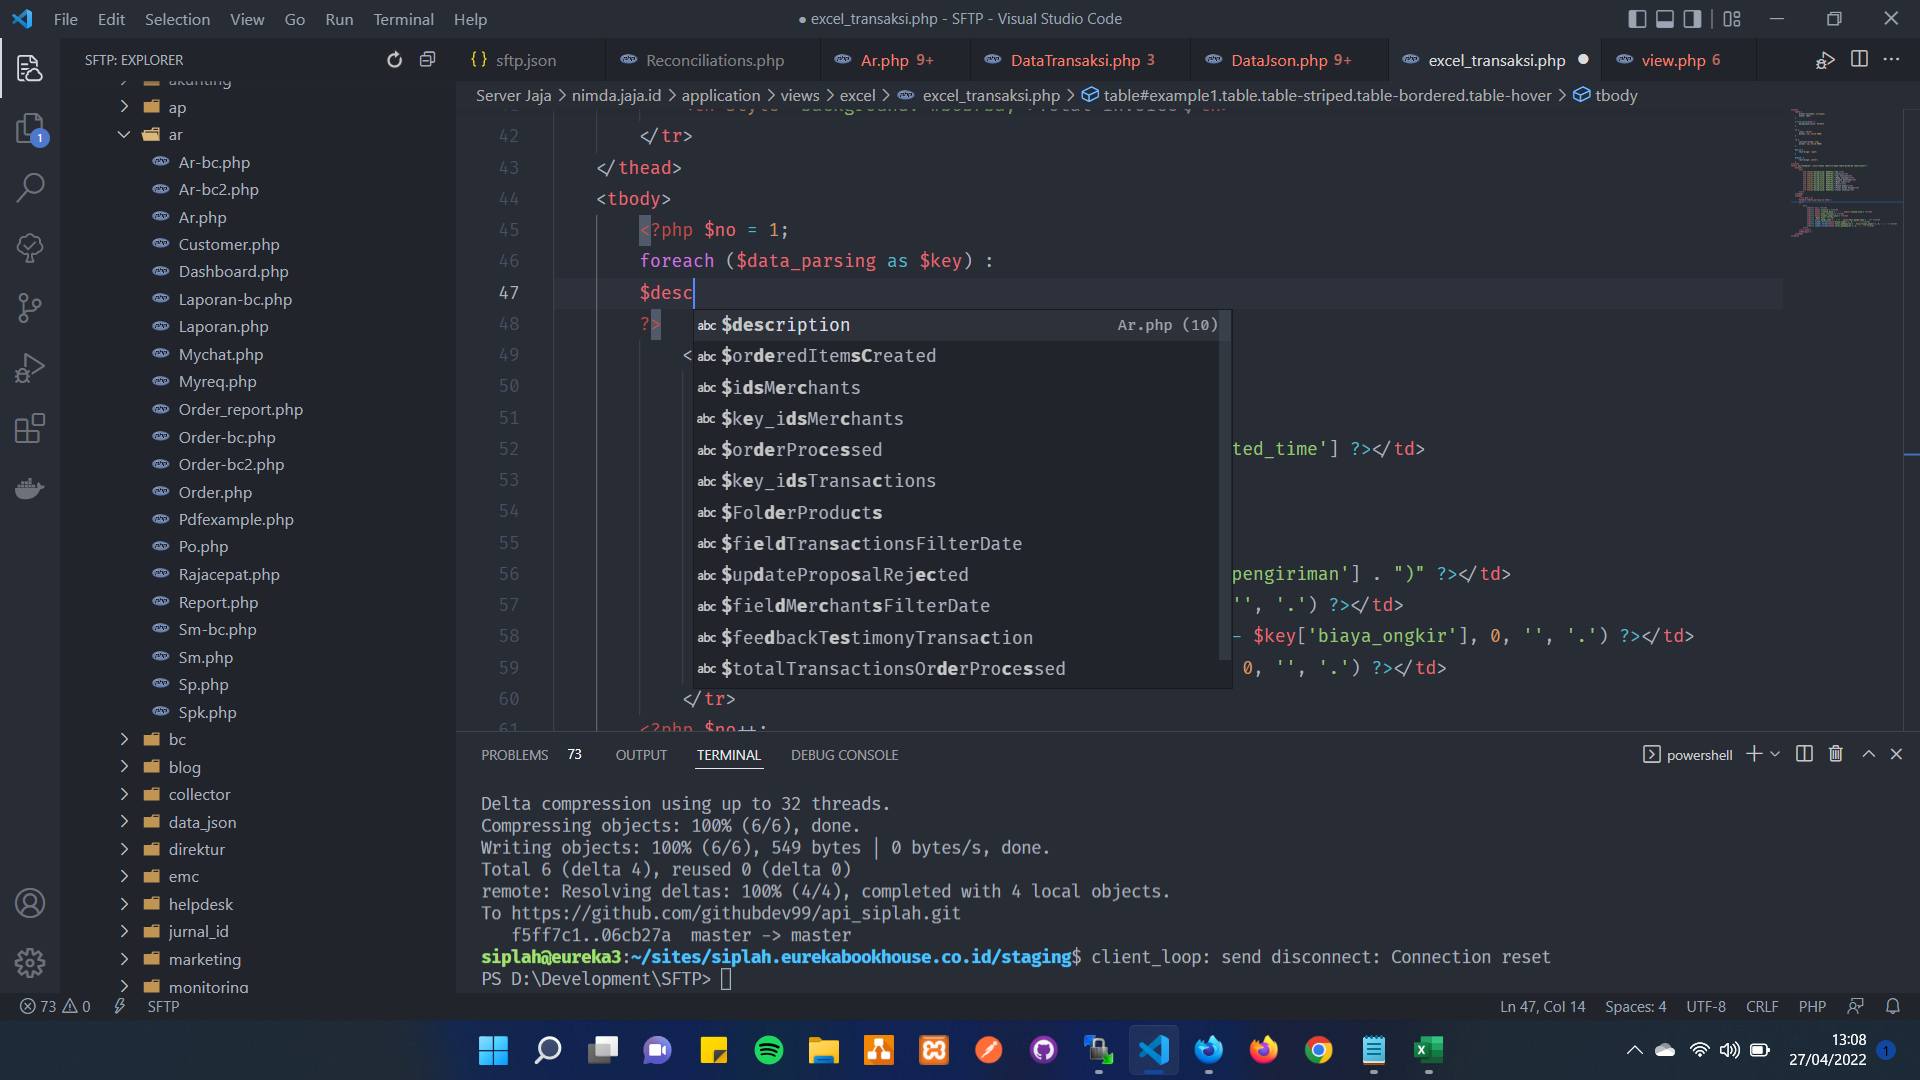 File Edit Selection View Go Run Terminal Help
● excel_transaksi.php - SFTP - Visual Studio Code
SFTP: EXPLORER
akunting
ap
ar
Ar-bc.php
Ar-bc2.php
Ar.php
Customer.php
Dashboard.php
Laporan-bc.php
Laporan.php
Mychat.php
Myreq.php
Order_report.php
Order-bc.php
Order-bc2.php
Order.php
Pdfexample.php
Po.php
Rajacepat.php
Report.php
Sm-bc.php
Sm.php
Sp.php
Spk.php
bc
blog
collector
data_json
direktur
emc
helpdesk
jurnal_id
marketing
monitoring
1
{} sftp.json
Reconciliations.php
Ar.php 9+
DataTransaksi.php 3
DataJson.php 9+
excel_transaksi.php ●
view.php 6
Server Jaja > nimda.jaja.id > application > views > excel > excel_transaksi.php > table#example1.table.table-striped.table-bordered.table-hover > tbody
42 </tr>
43 </thead>
44 <tbody>
45 <?php $no = 1;
46 foreach ($data_parsing as $key) :
47 $desc
48 ?>
49 <
50
51
52 ted_time'] ?></td>
53
54
55
56 pengiriman'] . ")" ?></td>
57 '', '.') ?></td>
58 - $key['biaya_ongkir'], 0, '', '.') ?></td>
59 0, '', '.') ?></td>
60 </tr>
61 <?php $no++;
abc $description Ar.php (10)
abc $orderedItemsCreated
abc $idsMerchants
abc $key_idsMerchants
abc $orderProcessed
abc $key_idsTransactions
abc $FolderProducts
abc $fieldTransactionsFilterDate
abc $updateProposalRejected
abc $fieldMerchantsFilterDate
abc $feedbackTestimonyTransaction
abc $totalTransactionsOrderProcessed
PROBLEMS 73 OUTPUT TERMINAL DEBUG CONSOLE
powershell
Delta compression using up to 32 threads.
Compressing objects: 100% (6/6), done.
Writing objects: 100% (6/6), 549 bytes | 0 bytes/s, done.
Total 6 (delta 4), reused 0 (delta 0)
remote: Resolving deltas: 100% (4/4), completed with 4 local objects.
To https://github.com/githubdev99/api_siplah.git
f5ff7c1..06cb27a master -> master
siplah@eureka3:~/sites/siplah.eurekabookhouse.co.id/staging$ client_loop: send disconnect: Connection reset
PS D:\Development\SFTP>
73 0 SFTP
Ln 47, Col 14 Spaces: 4 UTF-8 CRLF PHP
13:08
27/04/2022
1